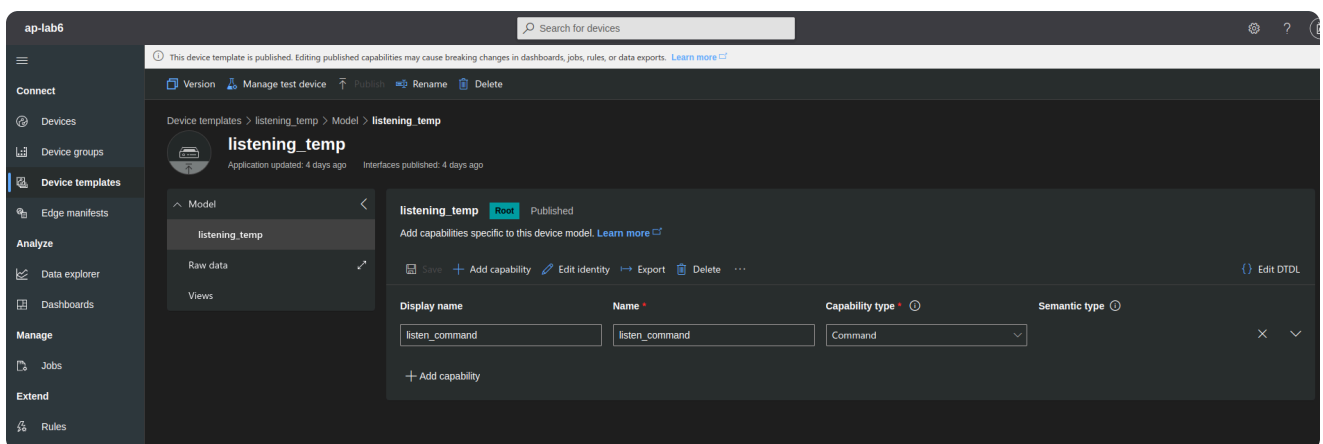 ap-lab6
Search for devices
This device template is published. Editing published capabilities may cause breaking changes in dashboards, jobs, rules, or data exports. Learn more
Connect
Devices
Device groups
Device templates
Edge manifests
Analyze
Data explorer
Dashboards
Manage
Jobs
Extend
Rules
Version Manage test device Publish Rename Delete
Device templates > listening_temp > Model > listening_temp
listening_temp
Application updated: 4 days ago Interfaces published: 4 days ago
Model
listening_temp
Raw data
Views
listening_temp Root Published
Add capabilities specific to this device model. Learn more
Save Add capability Edit identity Export Delete ... Edit DTDL
Display name Name * Capability type * Semantic type
listen_command listen_command Command
Add capability